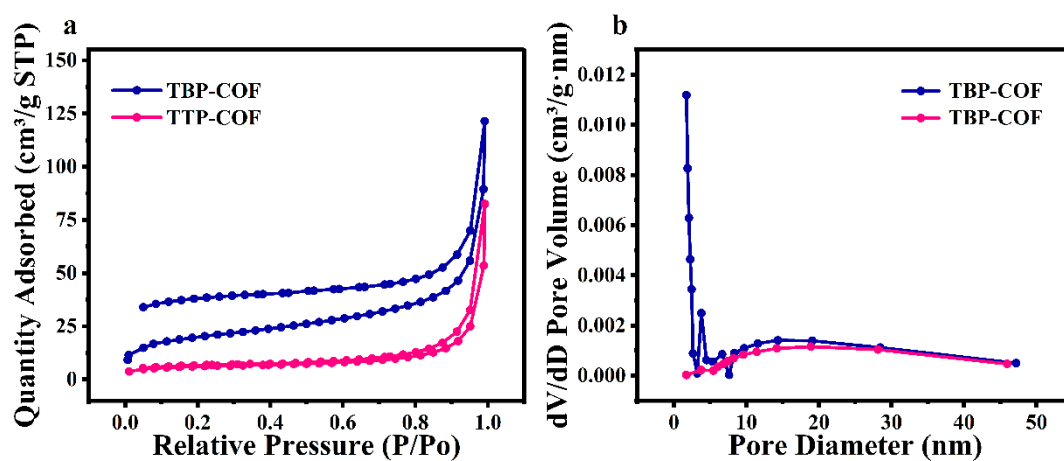 a
Quantity Adsorbed (cm³/g STP)
150
125
100
75
50
25
0
TBP-COF
TTP-COF
0.0 0.2 0.4 0.6 0.8 1.0
Relative Pressure (P/Po)
b
dV/dD Pore Volume (cm³/g·nm)
0.012
0.010
0.008
0.006
0.004
0.002
0.000
TBP-COF
TBP-COF
0 10 20 30 40 50
Pore Diameter (nm)